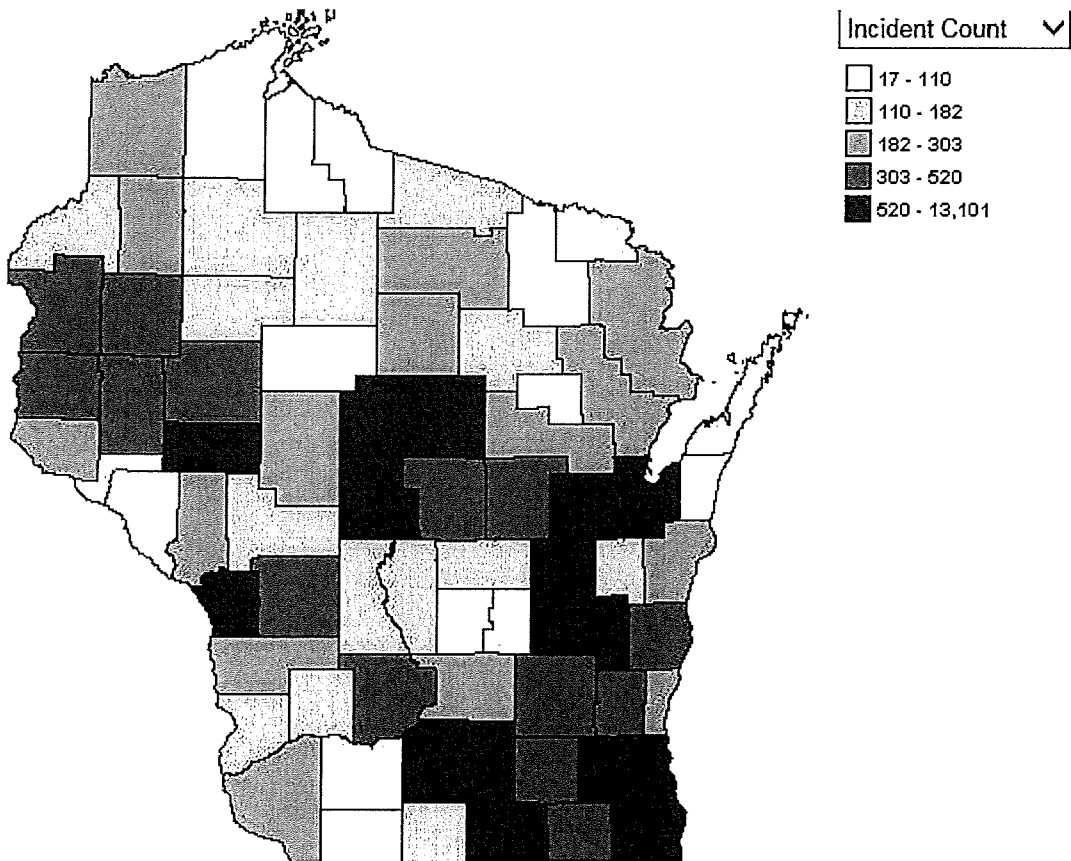 Incident Count
17 - 110
110 - 182
182 - 303
303 - 520
520 - 13,101